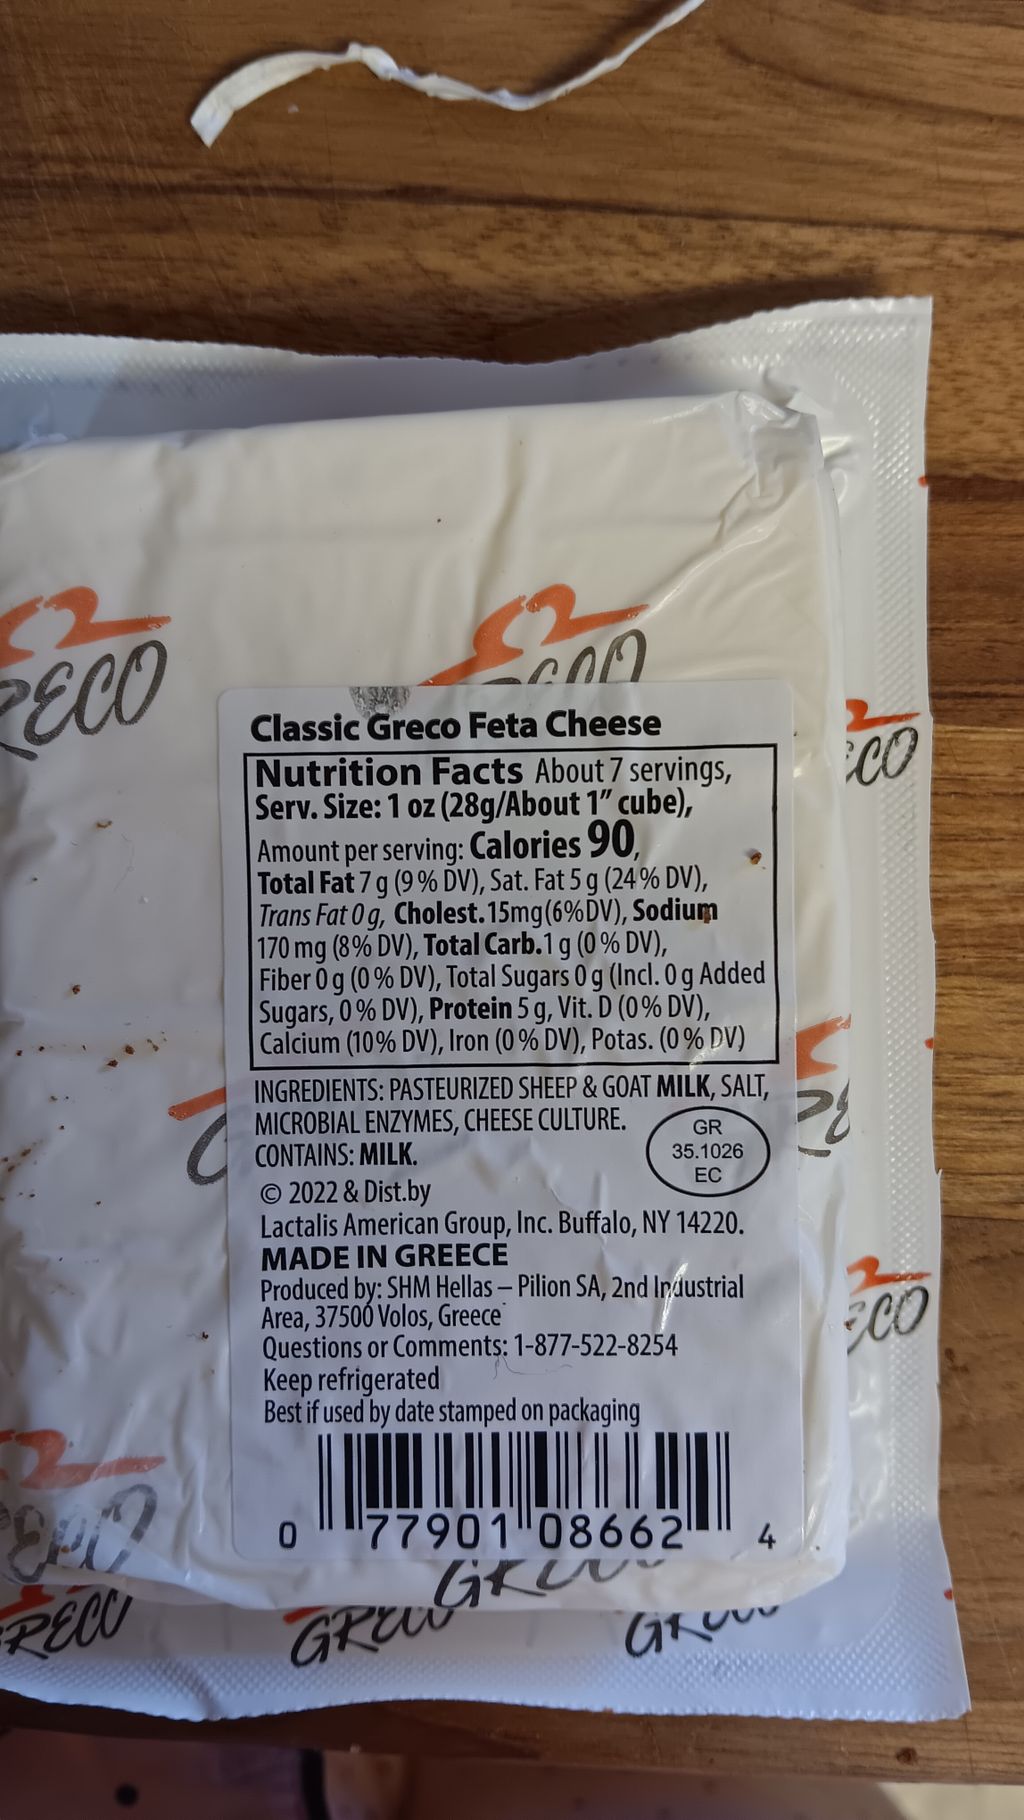 RECO
GRECO
ECO
Classic Greco Feta Cheese
Nutrition Facts About 7 servings,
Serv. Size: 1 oz (28g/About 1” cube),
Amount per serving: Calories 90,
Total Fat 7 g (9% DV), Sat. Fat 5 g (24% DV),
Trans Fat 0 g, Cholest. 15mg (6%DV), Sodium
170 mg (8% DV), Total Carb.1 g (0% DV),
Fiber 0 g (0% DV), Total Sugars 0 g (Incl. 0 g Added
Sugars, 0% DV), Protein 5 g, Vit. D (0% DV),
Calcium (10% DV), Iron (0% DV), Potas. (0% DV)
INGREDIENTS: PASTEURIZED SHEEP & GOAT MILK, SALT,
MICROBIAL ENZYMES, CHEESE CULTURE.
CONTAINS: MILK.
GR
35.1026
EC
© 2022 & Dist.by
Lactalis American Group, Inc. Buffalo, NY 14220.
MADE IN GREECE
Produced by: SHM Hellas – Pilion SA, 2nd Industrial
Area, 37500 Volos, Greece
Questions or Comments: 1-877-522-8254
Keep refrigerated
Best if used by date stamped on packaging
ECO
0 77901 08662 4
GRECO
RECO
GRECO
GRECO